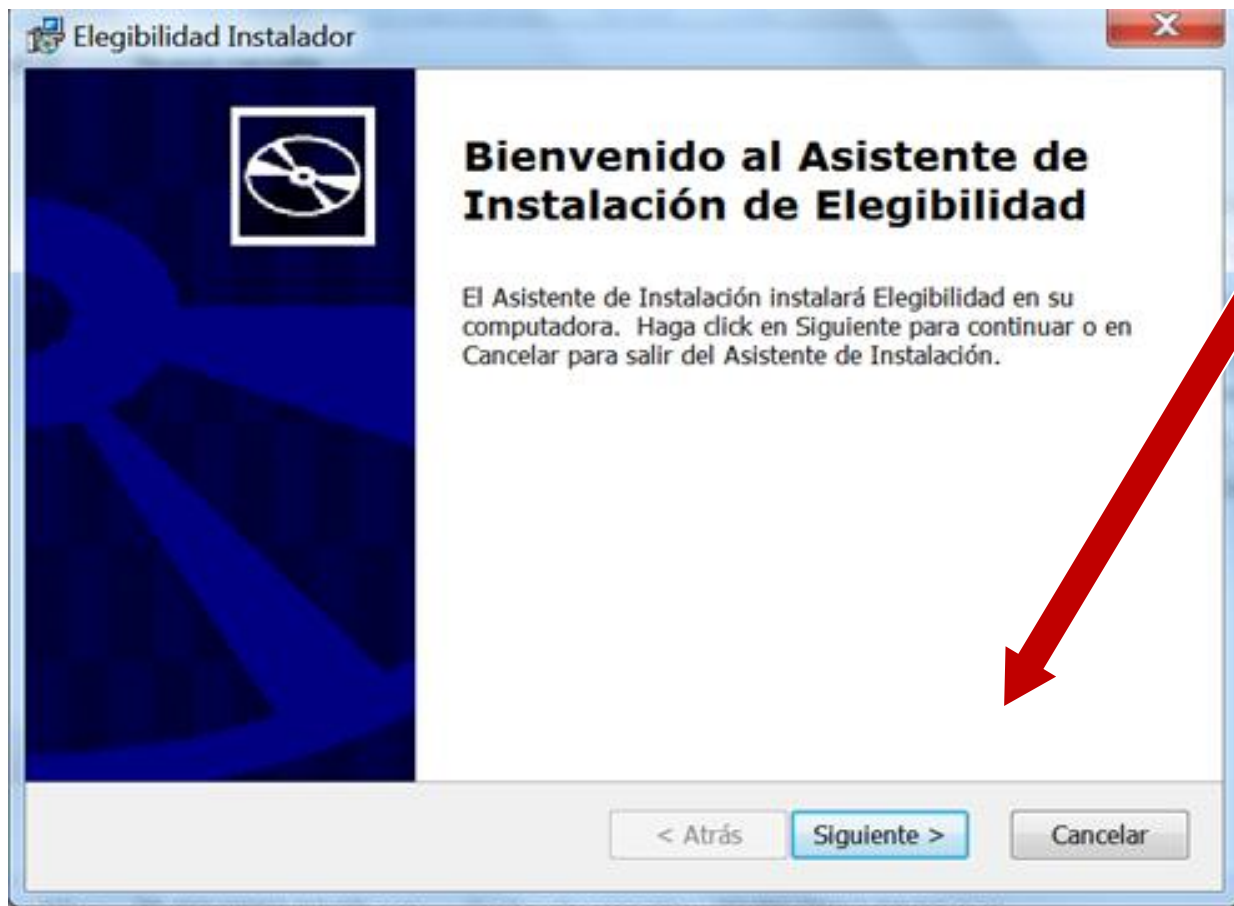 Elegibilidad Instalador
Bienvenido al Asistente de
Instalación de Elegibilidad
El Asistente de Instalación instalará Elegibilidad en su
computadora. Haga click en Siguiente para continuar o en
Cancelar para salir del Asistente de Instalación.
< Atrás Siguiente > Cancelar